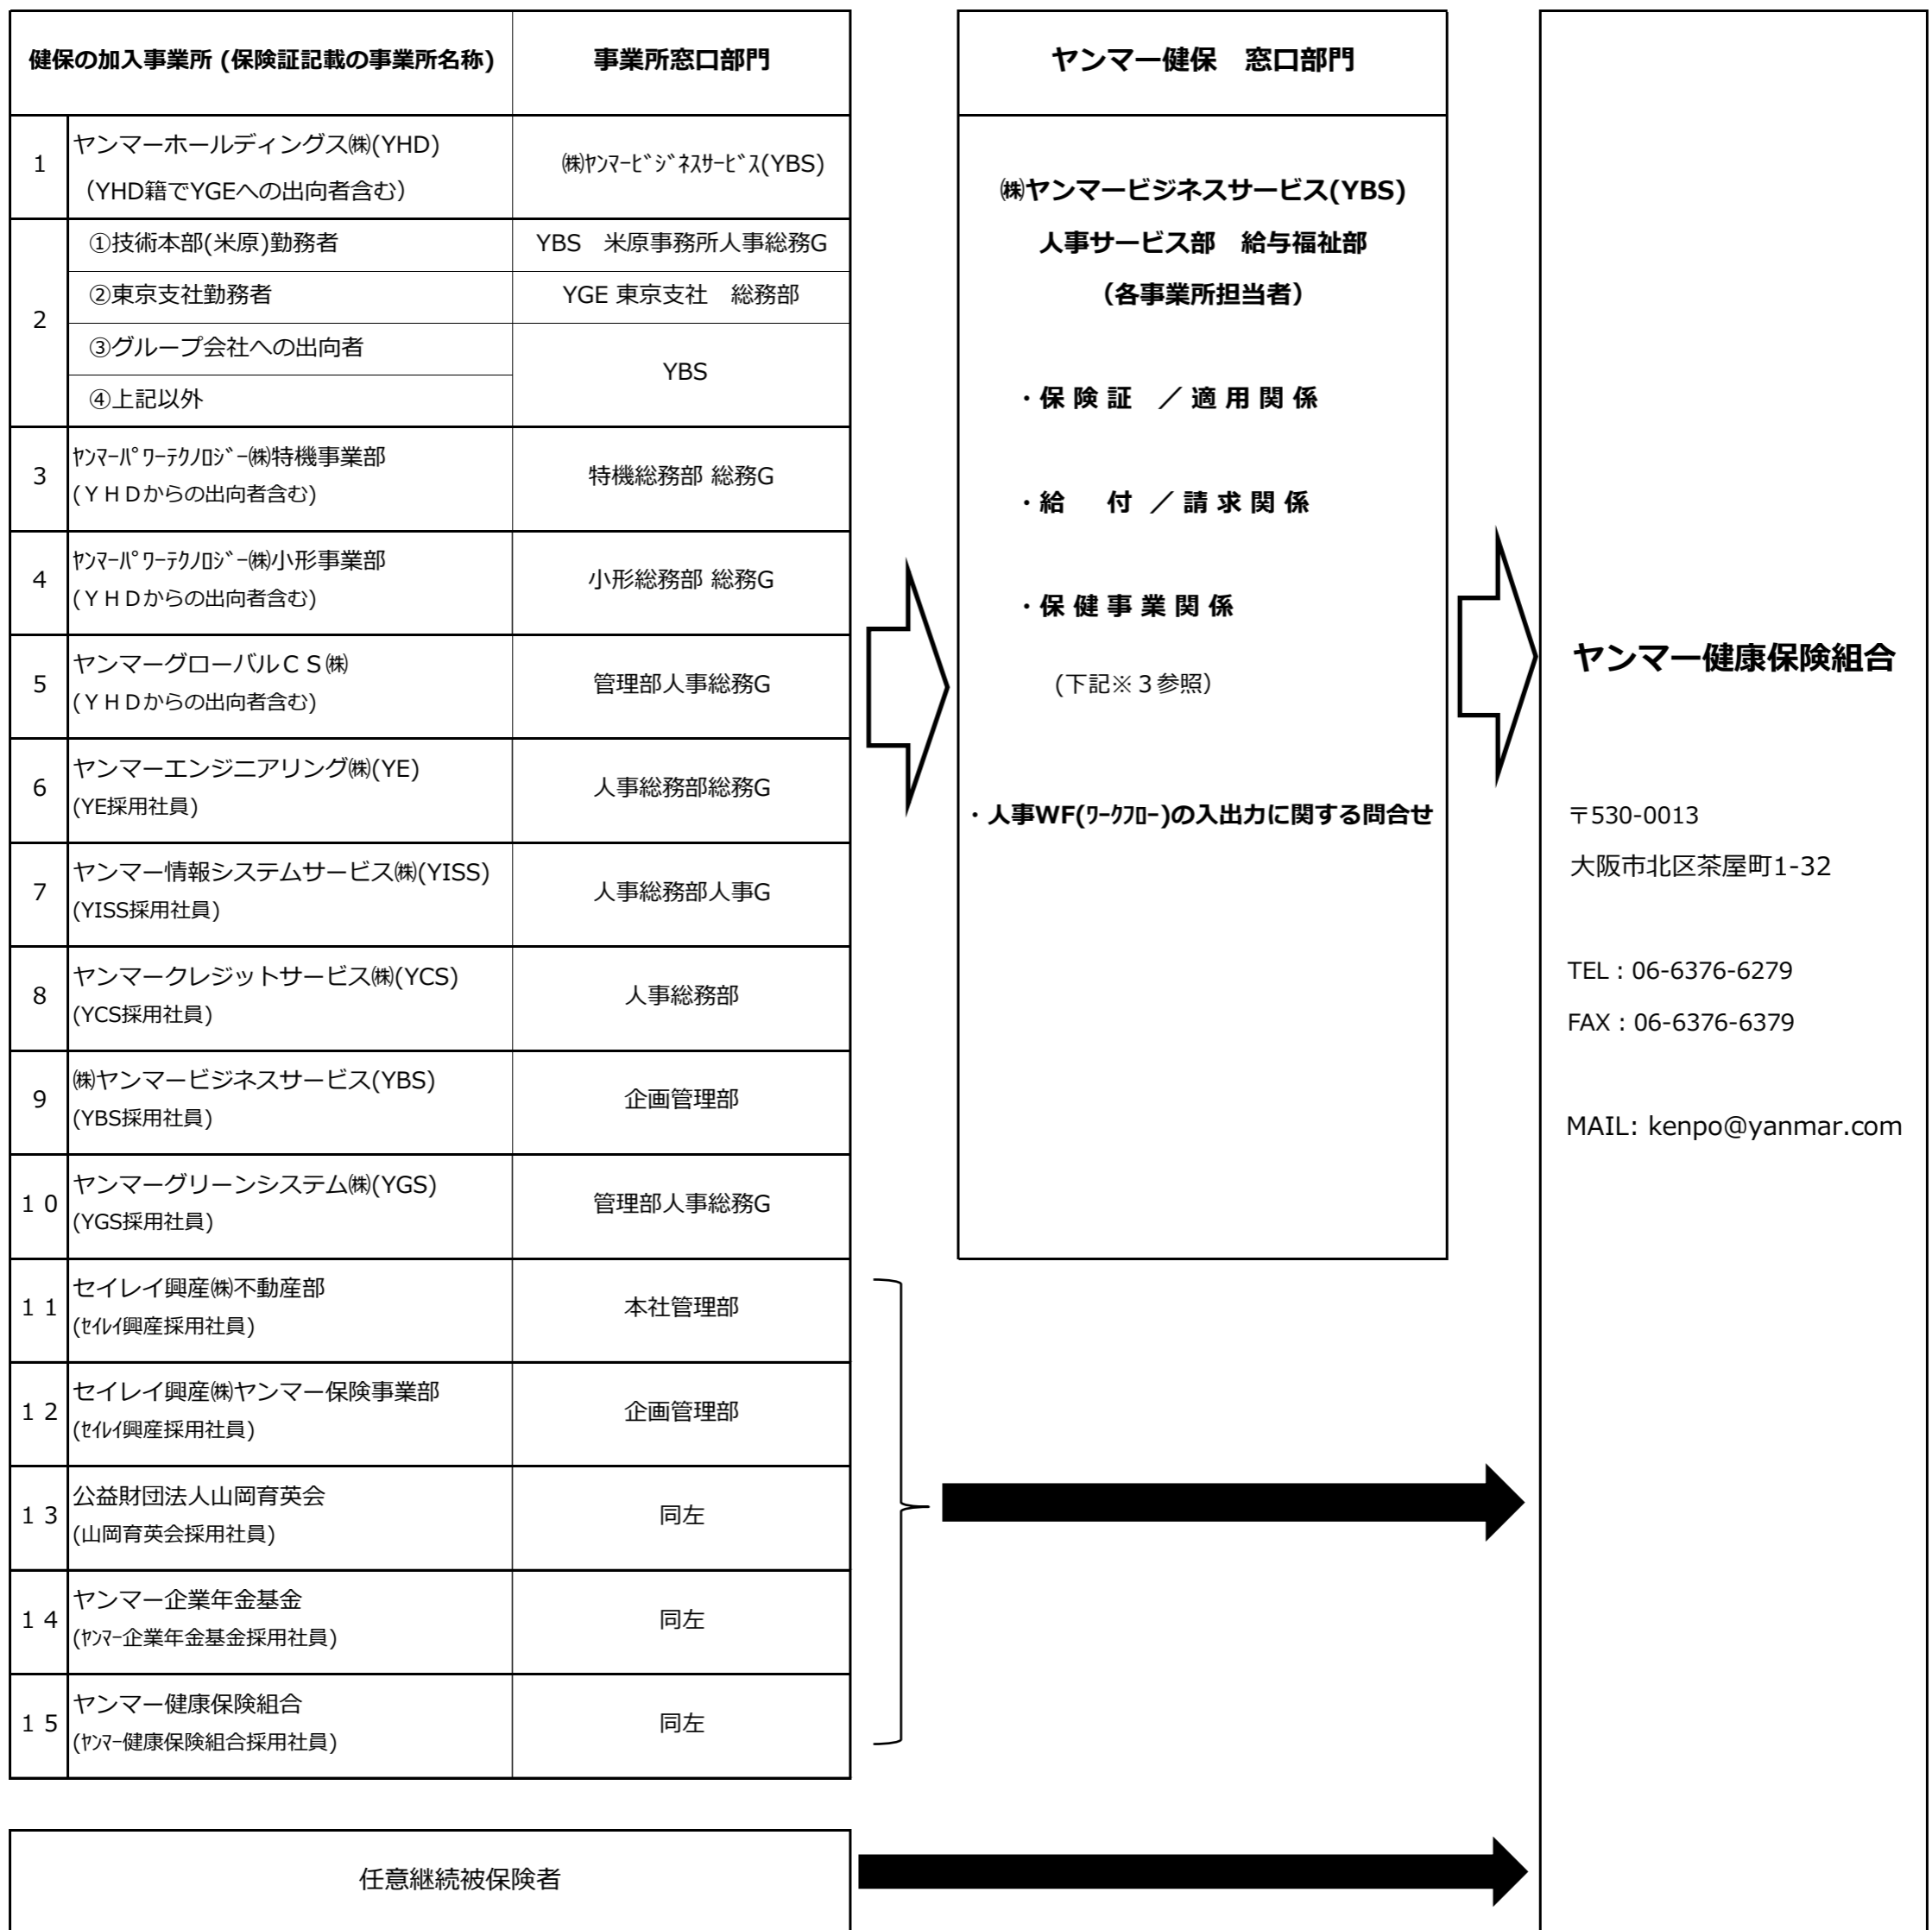 健保の加入事業所 (保険証記載の事業所名称)
事業所窓口部門
1
ヤンマーホールディングス㈱(YHD)
（YHD籍でYGEへの出向者含む）
㈱ﾔﾝﾏｰﾋﾞｼﾞﾈｽｻｰﾋﾞｽ(YBS)
2
①技術本部(米原)勤務者
YBS　米原事務所人事総務G
②東京支社勤務者
YGE 東京支社　総務部
③グループ会社への出向者
YBS
④上記以外
3
ﾔﾝﾏｰﾊﾟﾜｰﾃｸﾉﾛｼﾞｰ㈱特機事業部
(ＹＨＤからの出向者含む)
特機総務部 総務G
4
ﾔﾝﾏｰﾊﾟﾜｰﾃｸﾉﾛｼﾞｰ㈱小形事業部
(ＹＨＤからの出向者含む)
小形総務部 総務G
5
ヤンマーグローバルＣＳ㈱
(ＹＨＤからの出向者含む)
管理部人事総務G
6
ヤンマーエンジニアリング㈱(YE)
(YE採用社員)
人事総務部総務G
7
ヤンマー情報システムサービス㈱(YISS)
(YISS採用社員)
人事総務部人事G
8
ヤンマークレジットサービス㈱(YCS)
(YCS採用社員)
人事総務部
9
㈱ヤンマービジネスサービス(YBS)
(YBS採用社員)
企画管理部
１０
ヤンマーグリーンシステム㈱(YGS)
(YGS採用社員)
管理部人事総務G
１１
セイレイ興産㈱不動産部
(ｾｲﾚｲ興産採用社員)
本社管理部
１２
セイレイ興産㈱ヤンマー保険事業部
(ｾｲﾚｲ興産採用社員)
企画管理部
１３
公益財団法人山岡育英会
(山岡育英会採用社員)
同左
１４
ヤンマー企業年金基金
(ﾔﾝﾏｰ企業年金基金採用社員)
同左
１５
ヤンマー健康保険組合
(ﾔﾝﾏｰ健康保険組合採用社員)
同左
任意継続被保険者
ヤンマー健保　窓口部門
㈱ヤンマービジネスサービス(YBS)
人事サービス部　給与福祉部
（各事業所担当者）
・保 険 証　／ 適 用 関 係
・給　　付 ／ 請 求 関 係
・保 健 事 業 関 係
(下記※３参照）
・人事WF(ﾜｰｸﾌﾛｰ)の入出力に関する問合せ
ヤンマー健康保険組合
〒530-0013
大阪市北区茶屋町1-32
TEL：06-6376-6279
FAX：06-6376-6379
MAIL: kenpo@yanmar.com